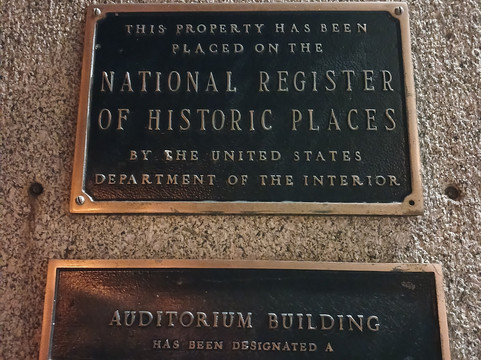 THIS PROPERTY HAS BEEN
PLACED ON THE
NATIONAL REGISTER
OF HISTORIC PLACES
BY THE UNITED STATES
DEPARTMENT OF THE INTERIOR
AUDITORIUM BUILDING
HAS BEEN DESIGNATED A